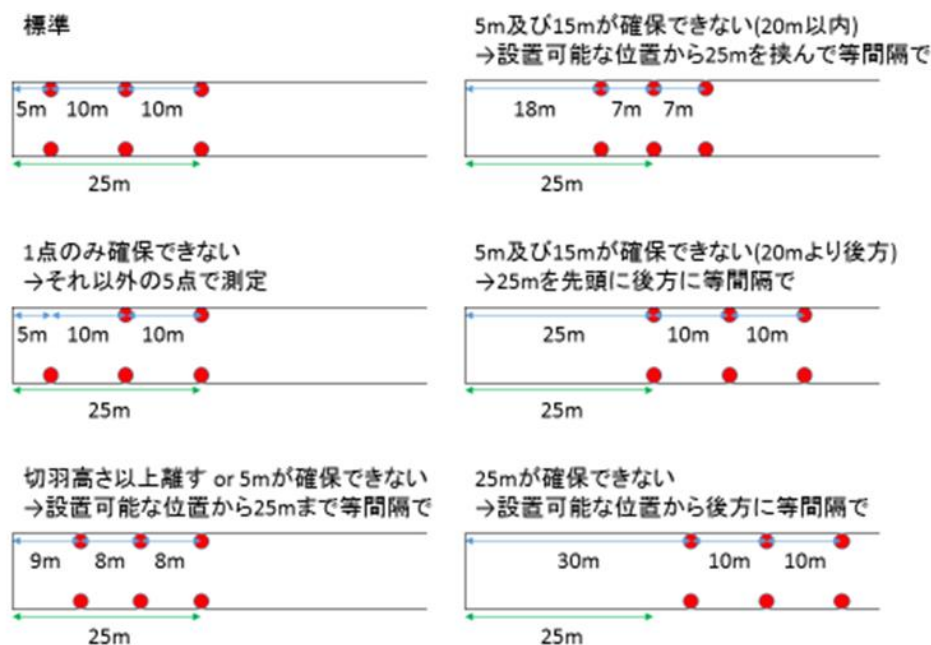 標準
5m 10m 10m
25m
5m及び15mが確保できない(20m以内)
→設置可能な位置から25mを挟んで等間隔で
18m 7m 7m
25m
1点のみ確保できない
→それ以外の5点で測定
5m 10m 10m
25m
5m及び15mが確保できない(20mより後方)
→25mを先頭に後方に等間隔で
25m 10m 10m
25m
切羽高さ以上離す or 5mが確保できない
→設置可能な位置から25mまで等間隔で
9m 8m 8m
25m
25mが確保できない
→設置可能な位置から後方に等間隔で
30m 10m 10m
25m